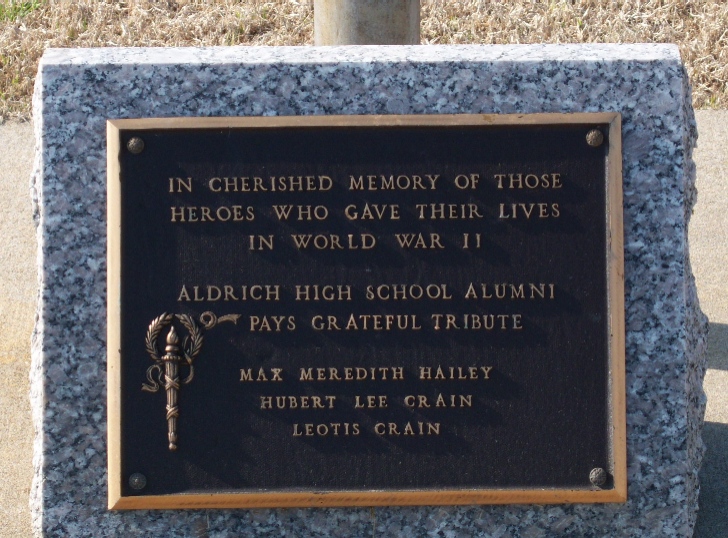 IN CHERISHED MEMORY OF THOSE
HEROES WHO GAVE THEIR LIVES
IN WORLD WAR II
ALDRICH HIGH SCHOOL ALUMNI
PAYS GRATEFUL TRIBUTE
MAX MEREDITH HAILEY
HUBERT LEE CRAIN
LEOTIS CRAIN